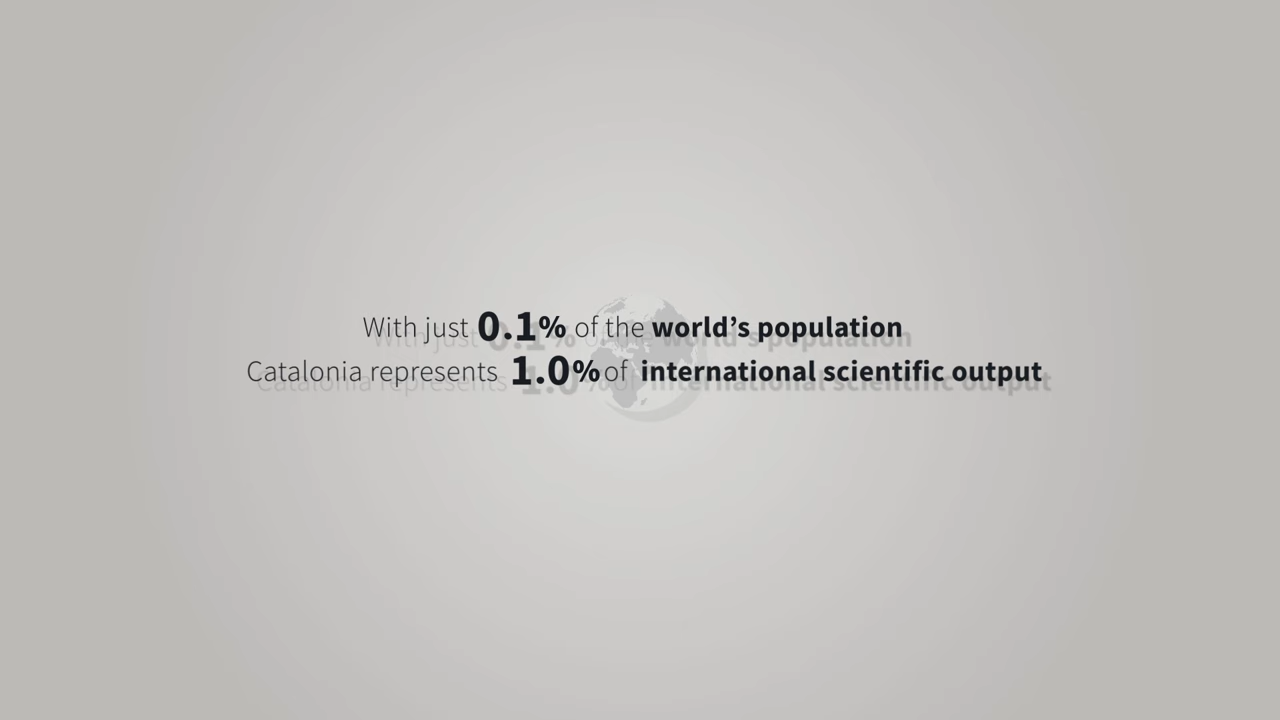 With just 0.1% of the world’s population
Catalonia represents 1.0% of international scientific output